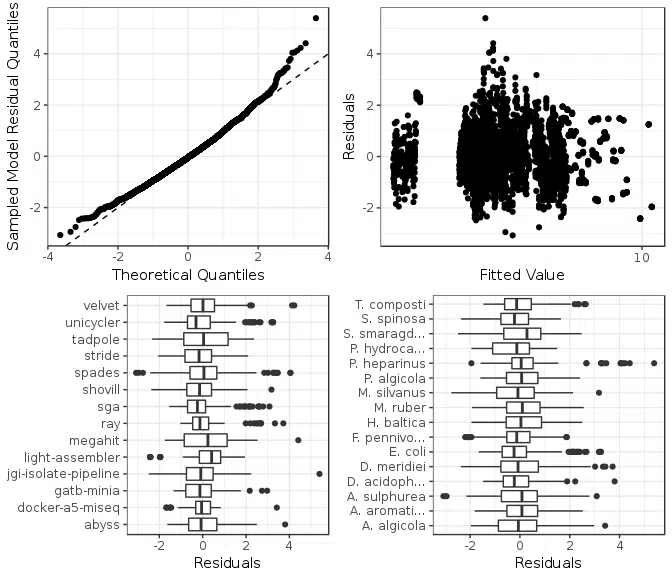 Sampled Model Residual Quantiles
4
2
0
-2
-4
-2
0
2
4
Theoretical Quantiles
Residuals
4
2
0
-2
10
Fitted Value
velvet
unicycler
tadpole
stride
spades
shovill
sga
ray
megahit
light-assembler
jgi-isolate-pipeline
gatb-minia
docker-a5-miseq
abyss
-2
0
2
4
Residuals
T. composti
S. spinosa
S. smaragd...
P. hydroca...
P. heparinus
P. algicola
M. silvanus
M. ruber
H. baltica
F. pennivo...
E. coli
D. meridiei
D. acidoph...
A. sulphurea
A. aromati...
A. algicola
-2
0
2
4
Residuals